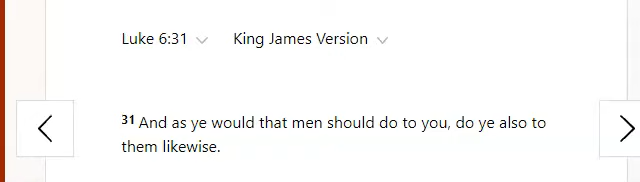 Luke 6:31 King James Version
31 And as ye would that men should do to you, do ye also to
them likewise.